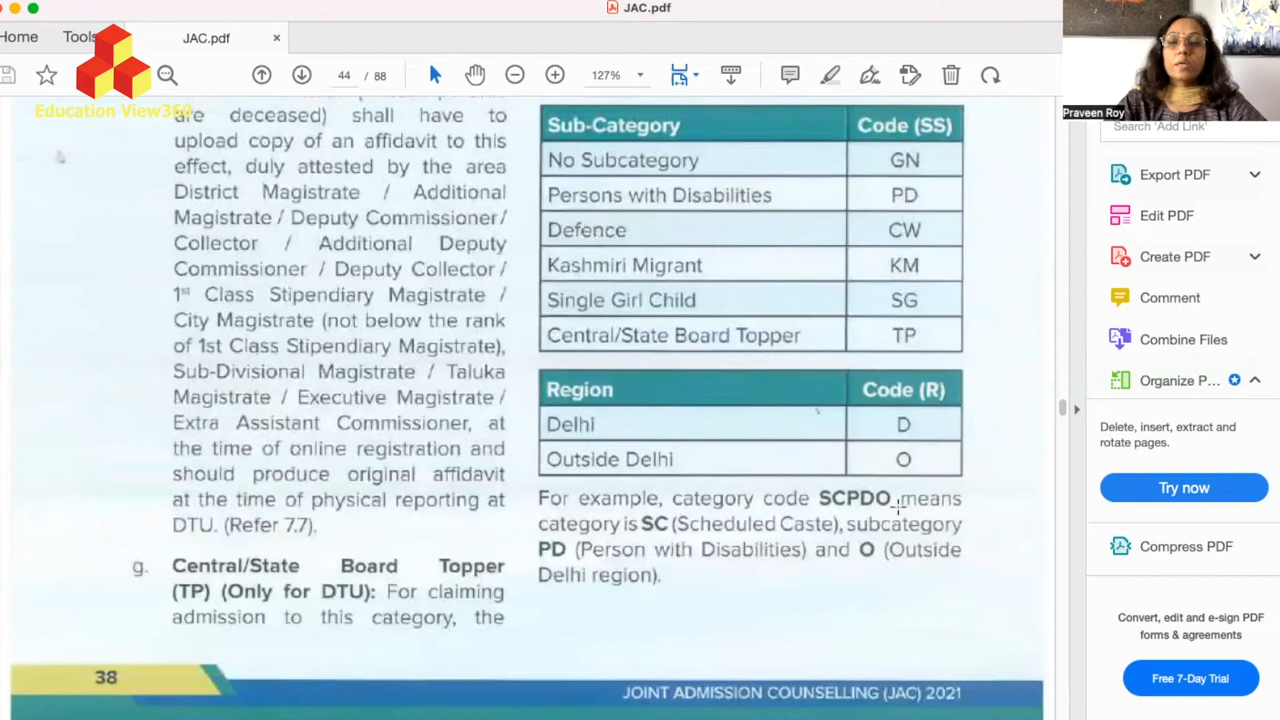 JAC.pdf
Home
Tools
JAC.pdf
44 / 88
127%
Education View360
Praveen Roy
are deceased) shall have to
upload copy of an affidavit to this
effect, duly attested by the area
District Magistrate / Additional
Magistrate / Deputy Commissioner/
Collector / Additional Deputy
Commissioner / Deputy Collector /
1st Class Stipendiary Magistrate /
City Magistrate (not below the rank
of 1st Class Stipendiary Magistrate),
Sub-Divisional Magistrate / Taluka
Magistrate / Executive Magistrate /
Extra Assistant Commissioner, at
the time of online registration and
should produce original affidavit
at the time of physical reporting at
DTU. (Refer 7.7).
g. Central/State Board Topper
(TP) (Only for DTU): For claiming
admission to this category, the
Sub-Category Code (SS)
No Subcategory GN
Persons with Disabilities PD
Defence CW
Kashmiri Migrant KM
Single Girl Child SG
Central/State Board Topper TP
Region Code (R)
Delhi D
Outside Delhi O
For example, category code SCPDO means
category is SC (Scheduled Caste), subcategory
PD (Person with Disabilities) and O (Outside
Delhi region).
38
JOINT ADMISSION COUNSELLING (JAC) 2021
Search 'Add Link'
Export PDF
Edit PDF
Create PDF
Comment
Combine Files
Organize P...
Delete, insert, extract and
rotate pages.
Try now
Compress PDF
Convert, edit and e-sign PDF
forms & agreements
Free 7-Day Trial